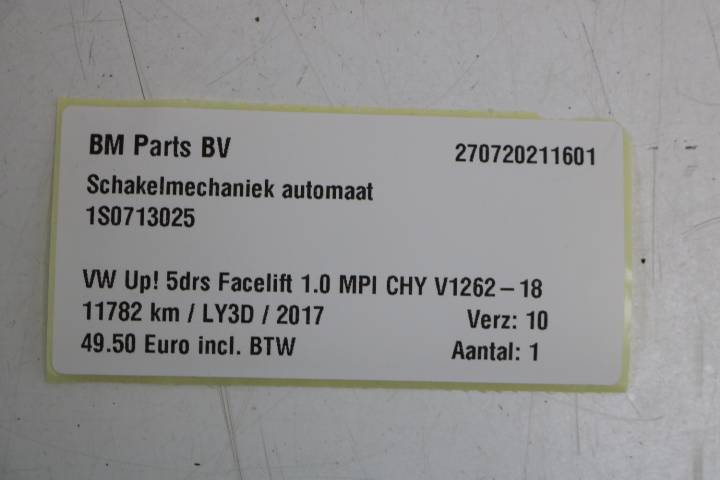 BM Parts BV 270720211601
Schakelmechaniek automaat
1S0713025
VW Up! 5drs Facelift 1.0 MPI CHY V1262-18
11782 km / LY3D / 2017 Verz: 10
49.50 Euro incl. BTW Aantal: 1